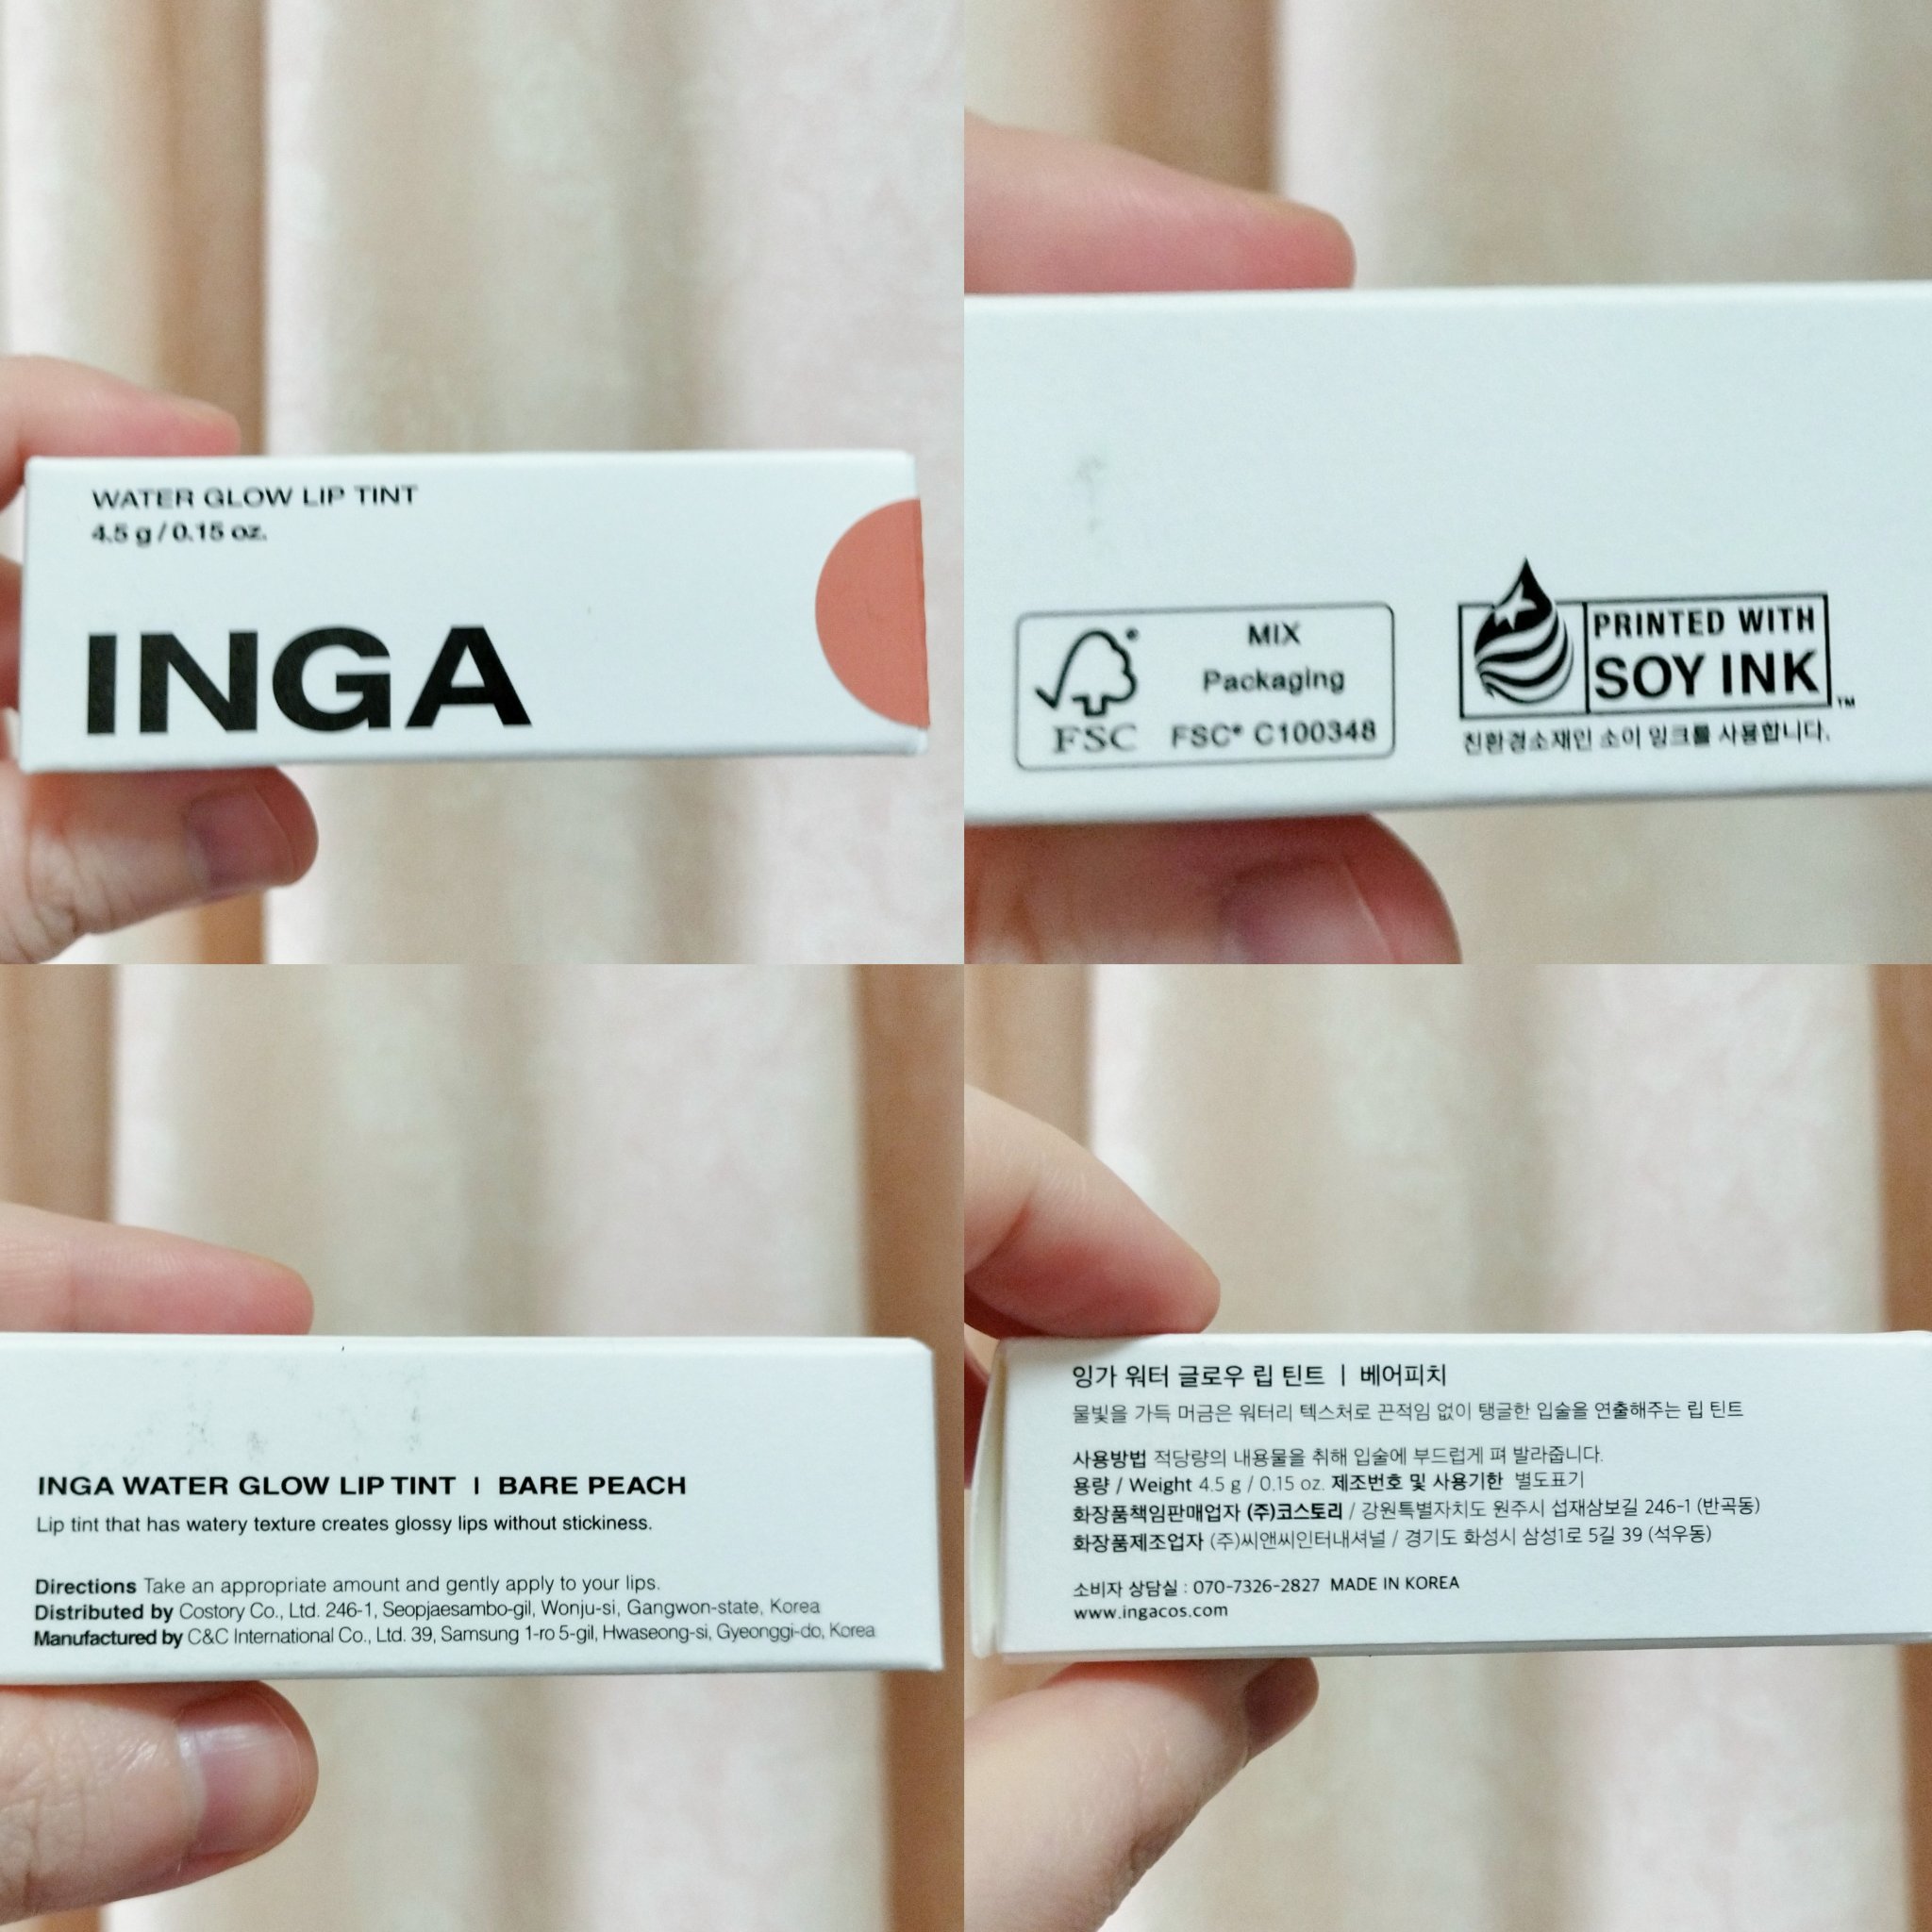 WATER GLOW LIP TINT
4.5 g / 0.15 oz.
INGA
FSC®
MIX
Packaging
FSC® C100348
PRINTED WITH
SOY INK™
친환경소재인 소이 잉크를 사용합니다.
INGA WATER GLOW LIP TINT | BARE PEACH
Lip tint that has watery texture creates glossy lips without stickiness.
Directions Take an appropriate amount and gently apply to your lips.
Distributed by Costory Co., Ltd. 246-1, Seopjaesambo-gil, Wonju-si, Gangwon-state, Korea
Manufactured by C&C International Co., Ltd. 39, Samsung 1-ro 5-gil, Hwaseong-si, Gyeonggi-do, Korea
잉가 워터 글로우 립 틴트 | 베어피치
물빛을 가득 머금은 워터리 텍스처로 끈적임 없이 탱글한 입술을 연출해주는 립 틴트
사용방법 적당량의 내용물을 취해 입술에 부드럽게 펴 발라줍니다.
용량 / Weight 4.5 g / 0.15 oz. 제조번호 및 사용기한 별도표기
화장품책임판매업자 (주)코스토리 / 강원특별자치도 원주시 섭재삼보길 246-1 (반곡동)
화장품제조업자 (주)씨앤씨인터내셔널 / 경기도 화성시 삼성1로 5길 39 (석우동)
소비자 상담실 : 070-7326-2827 MADE IN KOREA
www.ingacos.com